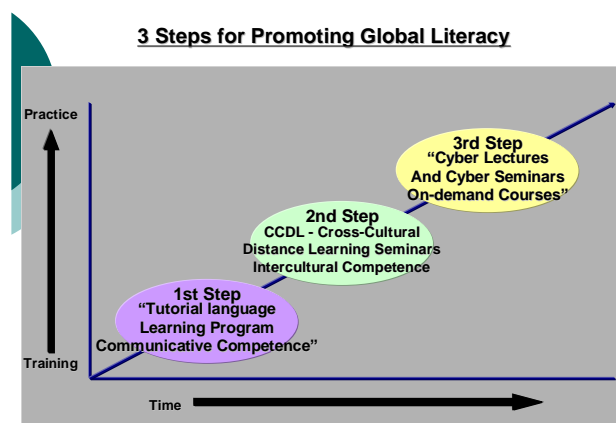 3 Steps for Promoting Global Literacy
Practice
3rd Step
“Cyber Lectures
And Cyber Seminars
On-demand Courses”
2nd Step
CCDL - Cross-Cultural
Distance Learning Seminars
Intercultural Competence
1st Step
“Tutorial language
Learning Program
Communicative Competence”
Training
Time